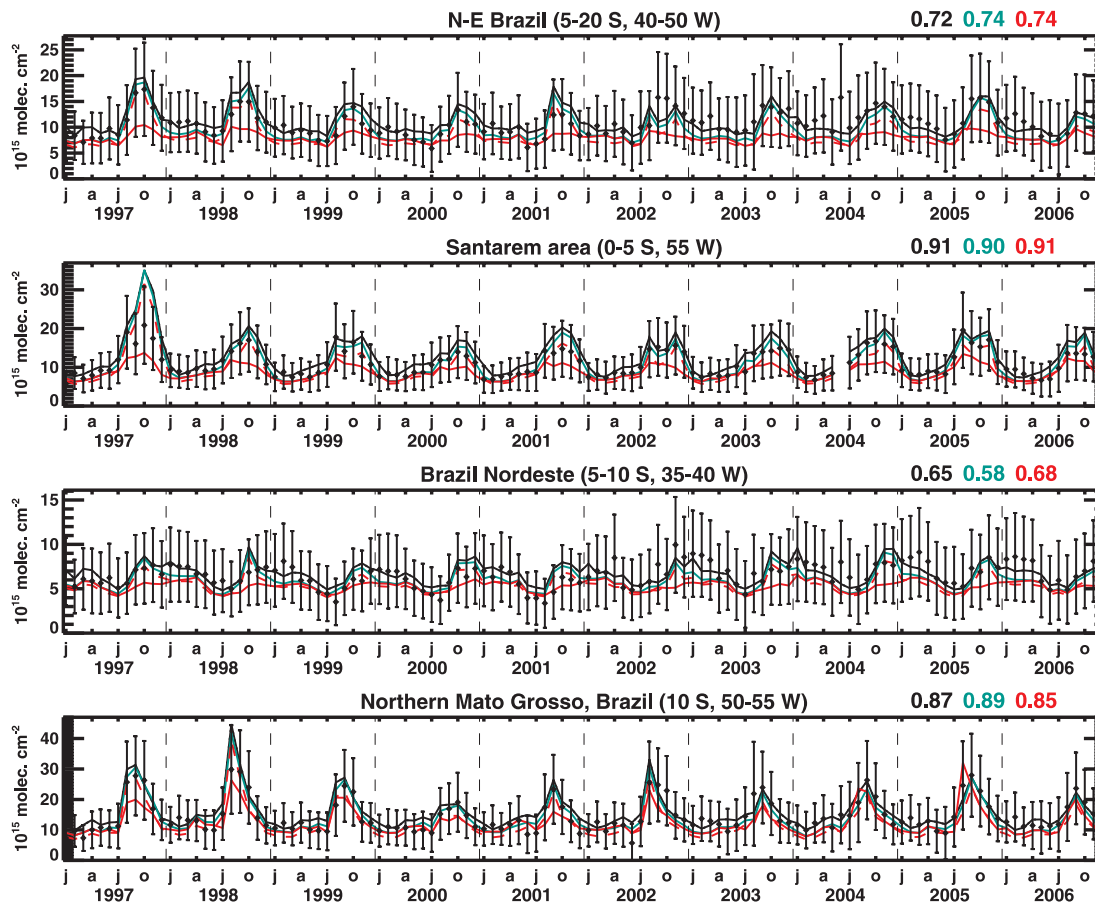 N-E Brazil (5-20 S, 40-50 W) 0.72 0.74 0.74
10¹⁵ molec. cm⁻²
25
20
15
10
5
0
j a j o j a j o j a j o j a j o j a j o j a j o j a j o j a j o j a j o j a j o
1997 1998 1999 2000 2001 2002 2003 2004 2005 2006
Santarem area (0-5 S, 55 W) 0.91 0.90 0.91
10¹⁵ molec. cm⁻²
30
20
10
0
j a j o j a j o j a j o j a j o j a j o j a j o j a j o j a j o j a j o j a j o
1997 1998 1999 2000 2001 2002 2003 2004 2005 2006
Brazil Nordeste (5-10 S, 35-40 W) 0.65 0.58 0.68
10¹⁵ molec. cm⁻²
15
10
5
0
j a j o j a j o j a j o j a j o j a j o j a j o j a j o j a j o j a j o j a j o
1997 1998 1999 2000 2001 2002 2003 2004 2005 2006
Northern Mato Grosso, Brazil (10 S, 50-55 W) 0.87 0.89 0.85
10¹⁵ molec. cm⁻²
40
30
20
10
0
j a j o j a j o j a j o j a j o j a j o j a j o j a j o j a j o j a j o j a j o
1997 1998 1999 2000 2001 2002 2003 2004 2005 2006